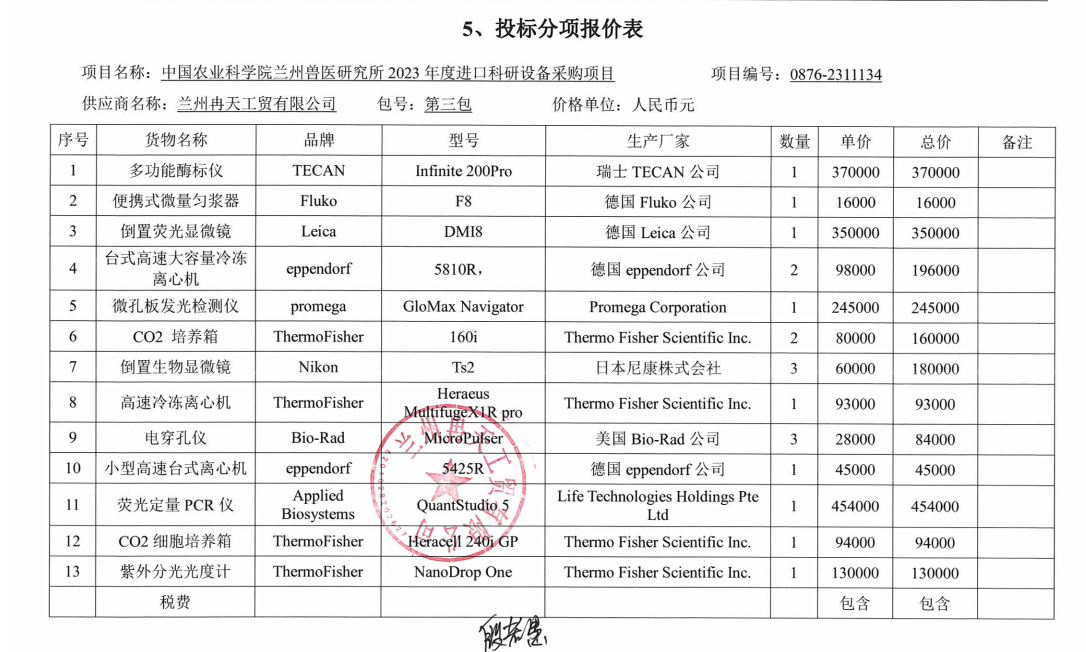 5、投标分项报价表
项目名称：中国农业科学院兰州兽医研究所 2023 年度进口科研设备采购项目 项目编号：0876-2311134
供应商名称：兰州冉天工贸有限公司 包号：第三包 价格单位：人民币元
序号 货物名称 品牌 型号 生产厂家 数量 单价 总价 备注
1 多功能酶标仪 TECAN Infinite 200Pro 瑞士 TECAN 公司 1 370000 370000
2 便携式微量匀浆器 Fluko F8 德国 Fluko 公司 1 16000 16000
3 倒置荧光显微镜 Leica DMI8 德国 Leica 公司 1 350000 350000
4 台式高速大容量冷冻离心机 eppendorf 5810R， 德国 eppendorf 公司 2 98000 196000
5 微孔板发光检测仪 promega GloMax Navigator Promega Corporation 1 245000 245000
6 CO2 培养箱 ThermoFisher 160i Thermo Fisher Scientific Inc. 2 80000 160000
7 倒置生物显微镜 Nikon Ts2 日本尼康株式会社 3 60000 180000
8 高速冷冻离心机 ThermoFisher Heraeus MultifugeX1R pro Thermo Fisher Scientific Inc. 1 93000 93000
9 电穿孔仪 Bio-Rad MicroPulser 美国 Bio-Rad 公司 3 28000 84000
10 小型高速台式离心机 eppendorf 5425R 德国 eppendorf 公司 1 45000 45000
11 荧光定量 PCR 仪 Applied Biosystems QuantStudio 5 Life Technologies Holdings Pte Ltd 1 454000 454000
12 CO2 细胞培养箱 ThermoFisher Heracell 240i GP Thermo Fisher Scientific Inc. 1 94000 94000
13 紫外分光光度计 ThermoFisher NanoDrop One Thermo Fisher Scientific Inc. 1 130000 130000
税费 包含 包含
兰州冉天工贸有限公司